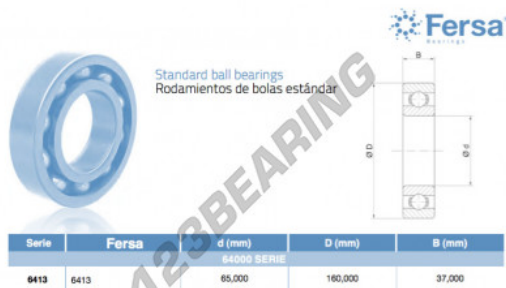 Fersa
Bearings
Standard ball bearings
Rodamientos de bolas estándar
B
Ø D
Ø d
123BEARING
Serie Fersa d (mm) D (mm) B (mm)
64000 SERIE
6413 6413 65,000 160,000 37,000